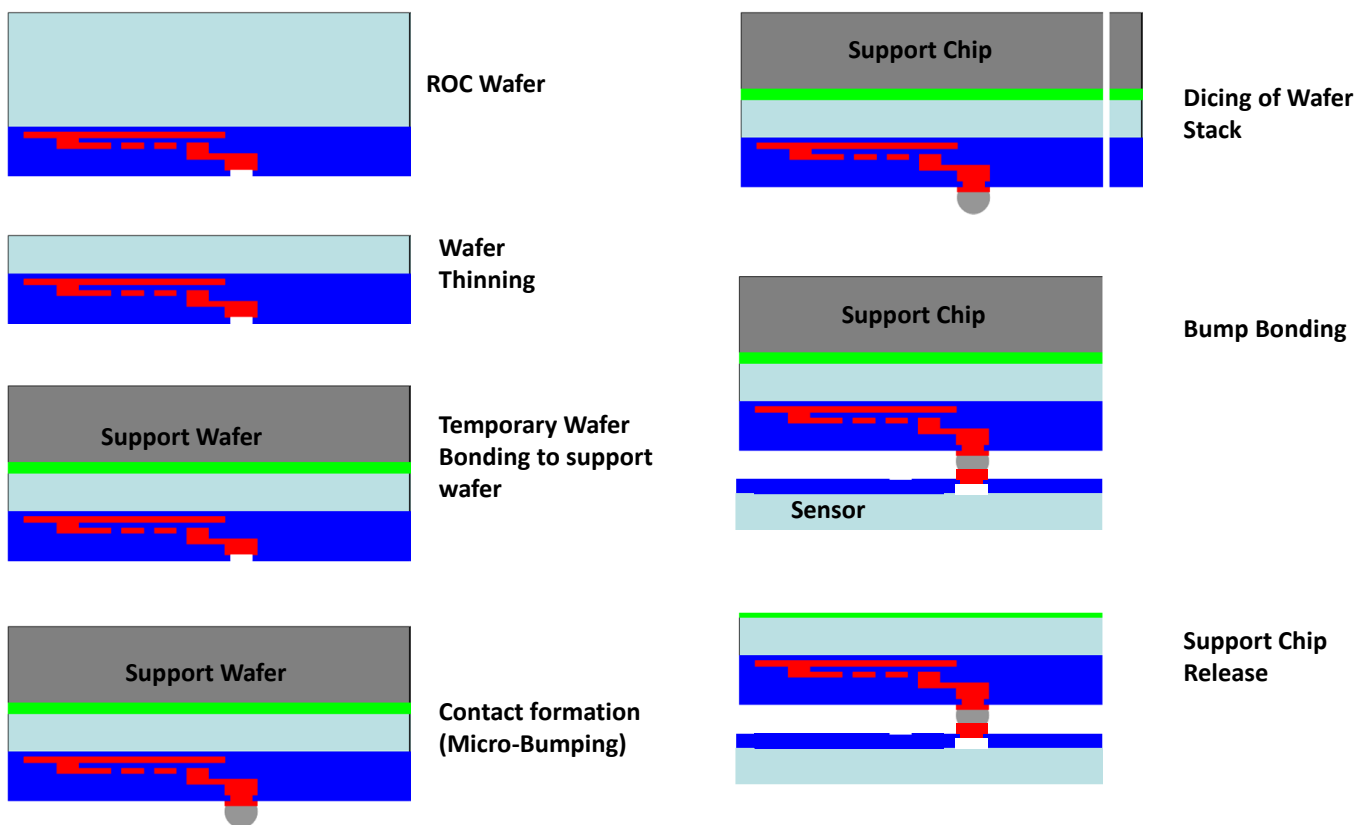 ROC Wafer
Wafer
Thinning
Support Wafer
Temporary Wafer
Bonding to support
wafer
Support Wafer
Contact formation
(Micro-Bumping)
Support Chip
Dicing of Wafer
Stack
Support Chip
Bump Bonding
Sensor
Support Chip
Release